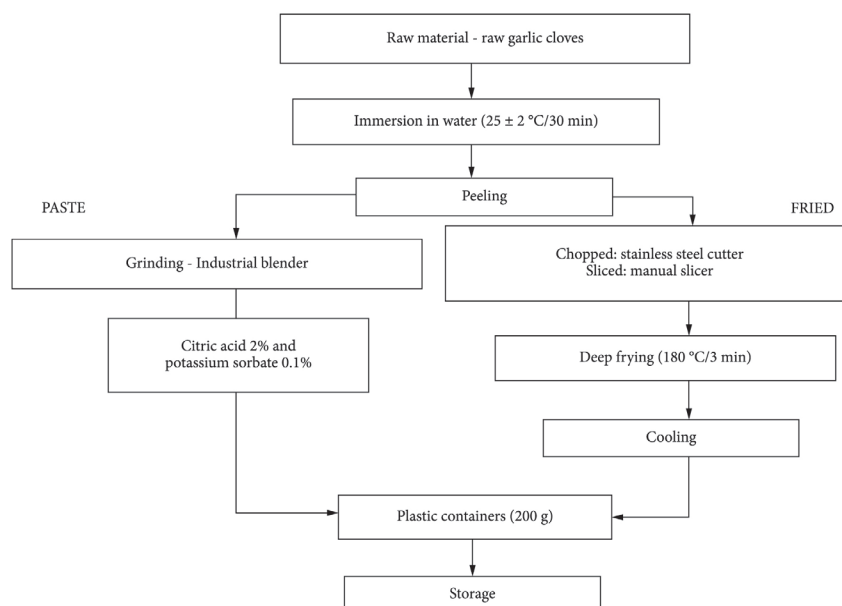 Raw material - raw garlic cloves
Immersion in water (25 ± 2 °C/30 min)
Peeling
PASTE
FRIED
Grinding - Industrial blender
Chopped: stainless steel cutter
Sliced: manual slicer
Citric acid 2% and
potassium sorbate 0.1%
Deep frying (180 °C/3 min)
Cooling
Plastic containers (200 g)
Storage